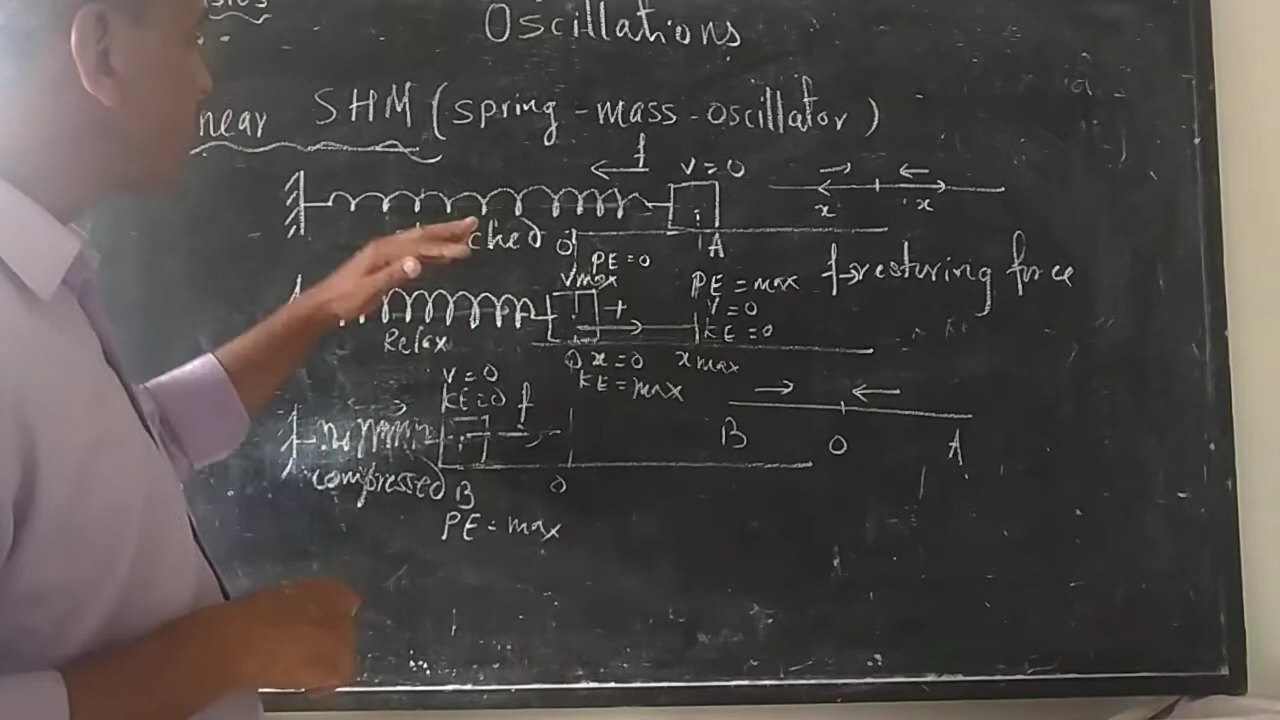 Oscillations
near SHM (spring-mass-oscillator)
f v=0
x x
ched O A
PE=0
Vmax PE=max f→restoring force
+ V=0
KE=0
Relax x=0 xmax
KE=max
V=0
KE=0 f
B O A
compressed B O
PE=max